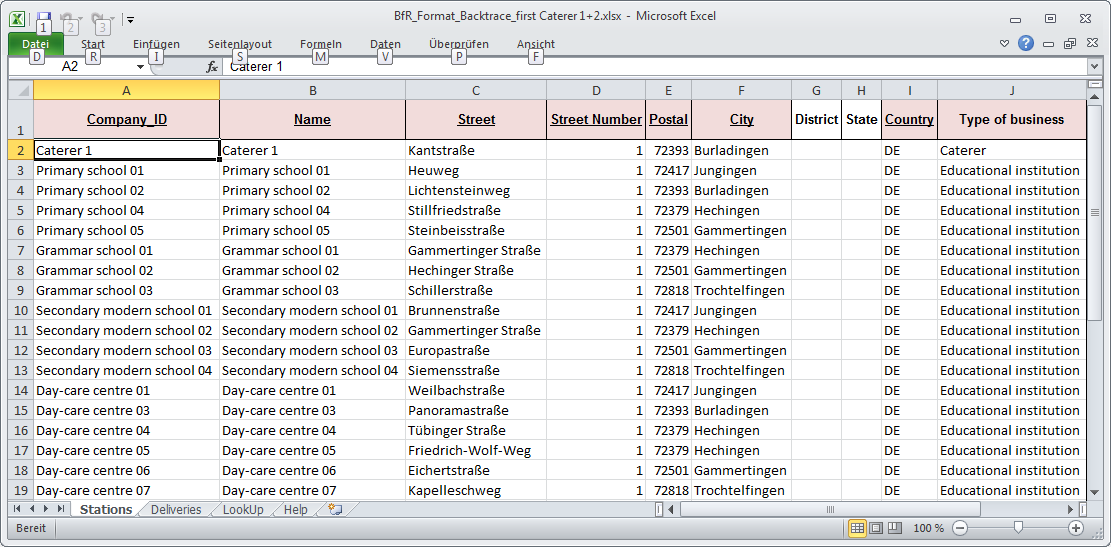 BfR_Format_Backtrace_first Caterer 1+2.xlsx - Microsoft Excel
1 2 3
Datei Start Einfügen Seitenlayout Formeln Daten Überprüfen Ansicht
D R I S M V P F
A2 fx Caterer 1
A B C D E F G H I J
1 Company_ID Name Street Street Number Postal City District State Country Type of business
2 Caterer 1 Caterer 1 Kantstraße 1 72393 Burladingen DE Caterer
3 Primary school 01 Primary school 01 Heuweg 1 72417 Jungingen DE Educational institution
4 Primary school 02 Primary school 02 Lichtensteinweg 1 72393 Burladingen DE Educational institution
5 Primary school 04 Primary school 04 Stillfriedstraße 1 72379 Hechingen DE Educational institution
6 Primary school 05 Primary school 05 Steinbeisstraße 1 72501 Gammertingen DE Educational institution
7 Grammar school 01 Grammar school 01 Gammertinger Straße 1 72379 Hechingen DE Educational institution
8 Grammar school 02 Grammar school 02 Hechinger Straße 1 72501 Gammertingen DE Educational institution
9 Grammar school 03 Grammar school 03 Schillerstraße 1 72818 Trochtelfingen DE Educational institution
10 Secondary modern school 01 Secondary modern school 01 Brunnenstraße 1 72417 Jungingen DE Educational institution
11 Secondary modern school 02 Secondary modern school 02 Gammertinger Straße 1 72379 Hechingen DE Educational institution
12 Secondary modern school 03 Secondary modern school 03 Europastraße 1 72501 Gammertingen DE Educational institution
13 Secondary modern school 04 Secondary modern school 04 Siemensstraße 1 72818 Trochtelfingen DE Educational institution
14 Day-care centre 01 Day-care centre 01 Weilbachstraße 1 72417 Jungingen DE Educational institution
15 Day-care centre 03 Day-care centre 03 Panoramastraße 1 72393 Burladingen DE Educational institution
16 Day-care centre 04 Day-care centre 04 Tübinger Straße 1 72379 Hechingen DE Educational institution
17 Day-care centre 05 Day-care centre 05 Friedrich-Wolf-Weg 1 72379 Hechingen DE Educational institution
18 Day-care centre 06 Day-care centre 06 Eichertstraße 1 72501 Gammertingen DE Educational institution
19 Day-care centre 07 Day-care centre 07 Kapelleschweg 1 72818 Trochtelfingen DE Educational institution
Stations Deliveries LookUp Help
Bereit 100 %